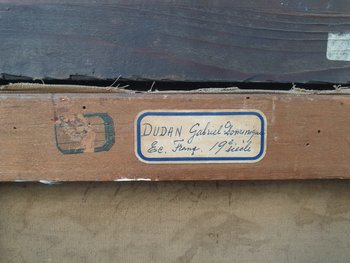 DUDAN Gabriel Dominique
Ec. Franç. 19e siècle